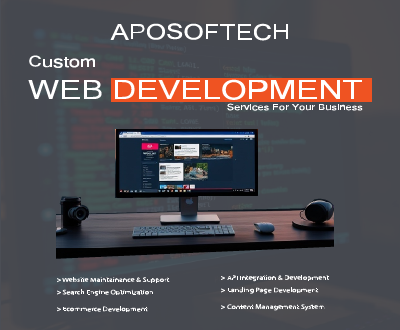 APOSOFTECH
Custom
WEB DEVELOPMENT
Services For Your Business
> Website Maintainance & Support
> Search Engine Optimization
> Ecommerce Development
> API Integration & Development
> Landing Page Development
> Content Management System